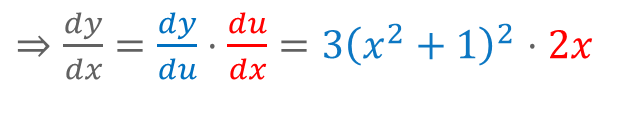 ⇒ dy/dx = dy/du · du/dx = 3(x² + 1)² · 2x